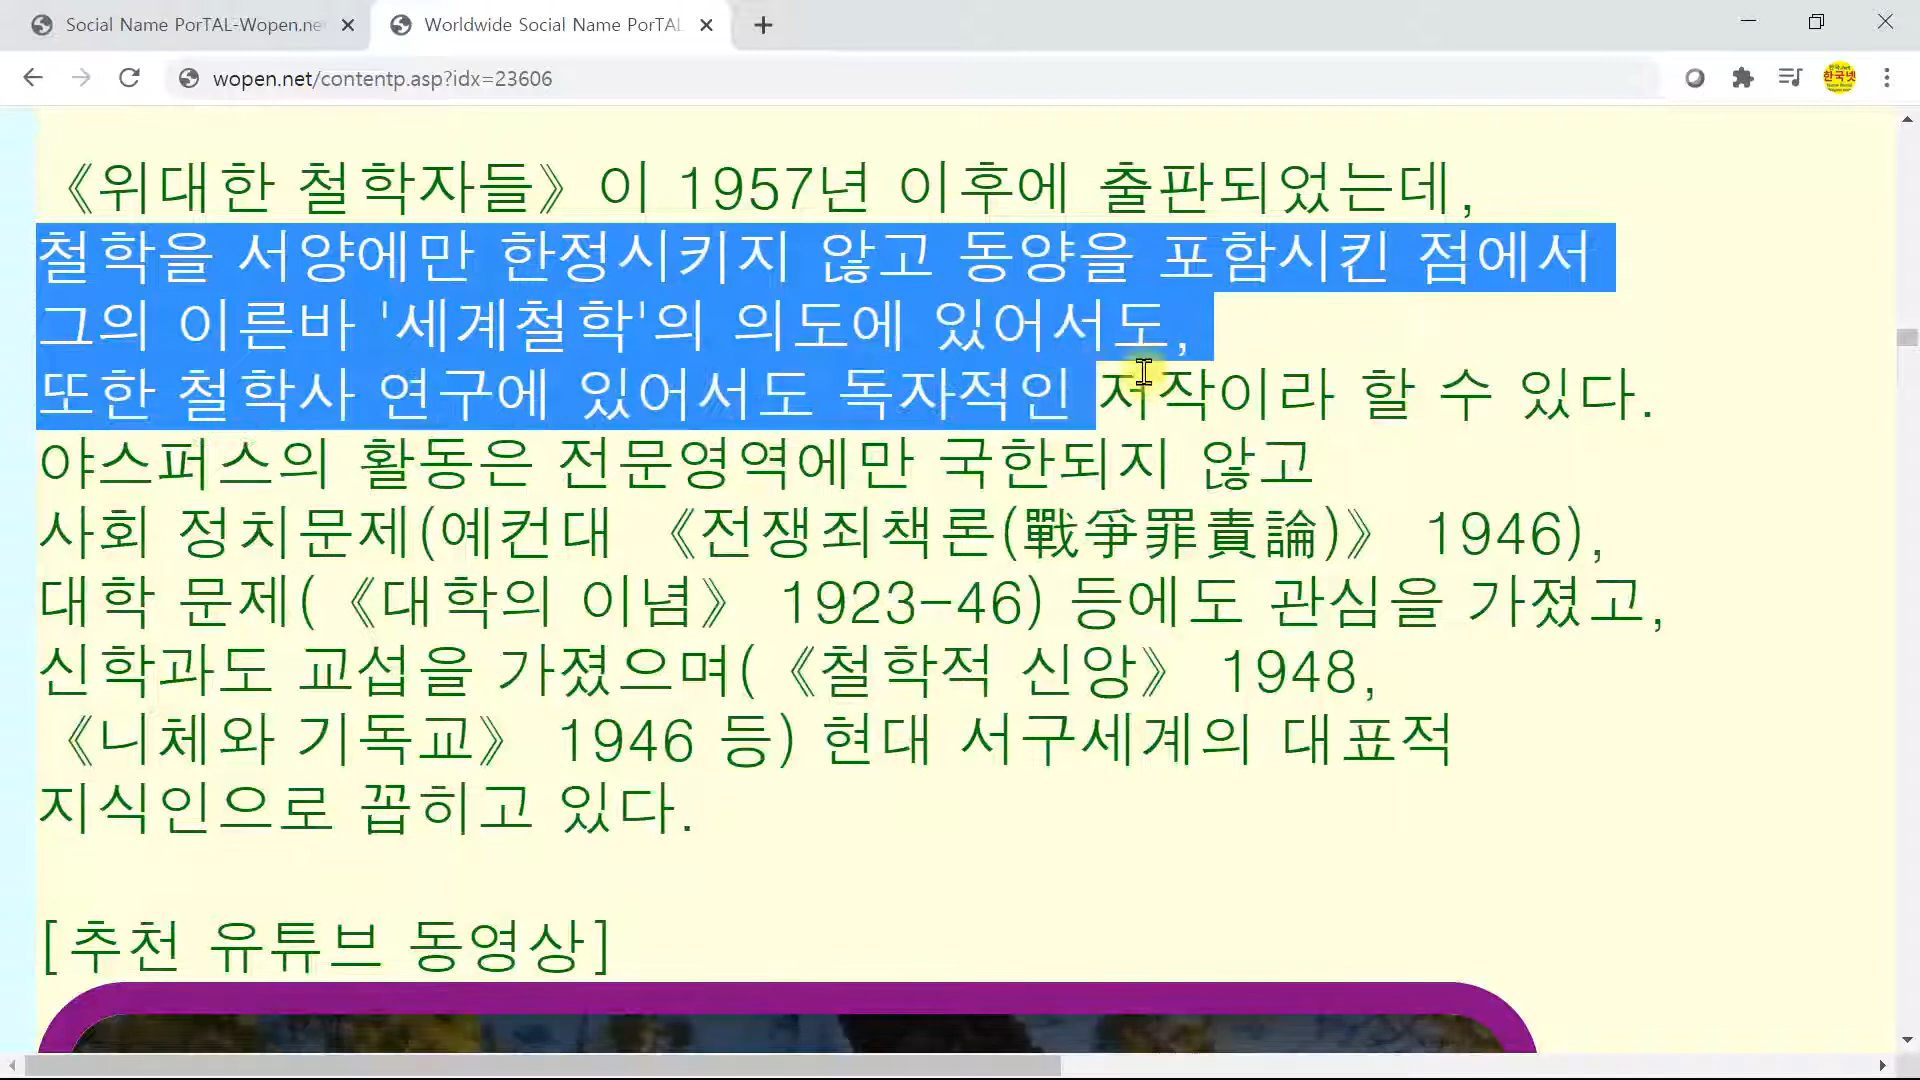 Social Name PorTAL-Wopen.ne
Worldwide Social Name PorTAL
wopen.net/contentp.asp?idx=23606
한국넷
《위대한 철학자들》이 1957년 이후에 출판되었는데,
철학을 서양에만 한정시키지 않고 동양을 포함시킨 점에서
그의 이른바 '세계철학'의 의도에 있어서도,
또한 철학사 연구에 있어서도 독자적인 저작이라 할 수 있다.
야스퍼스의 활동은 전문영역에만 국한되지 않고
사회 정치문제(예컨대 《전쟁죄책론(戰爭罪責論)》 1946),
대학 문제(《대학의 이념》 1923-46) 등에도 관심을 가졌고,
신학과도 교섭을 가졌으며(《철학적 신앙》 1948,
《니체와 기독교》 1946 등) 현대 서구세계의 대표적
지식인으로 꼽히고 있다.
[추천 유튜브 동영상]